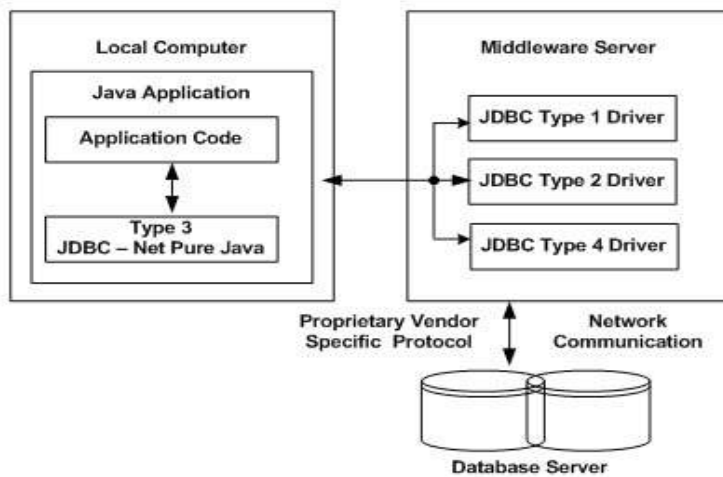 Local Computer
Java Application
Application Code
Type 3
JDBC – Net Pure Java
Middleware Server
JDBC Type 1 Driver
JDBC Type 2 Driver
JDBC Type 4 Driver
Proprietary Vendor
Specific Protocol
Network
Communication
Database Server